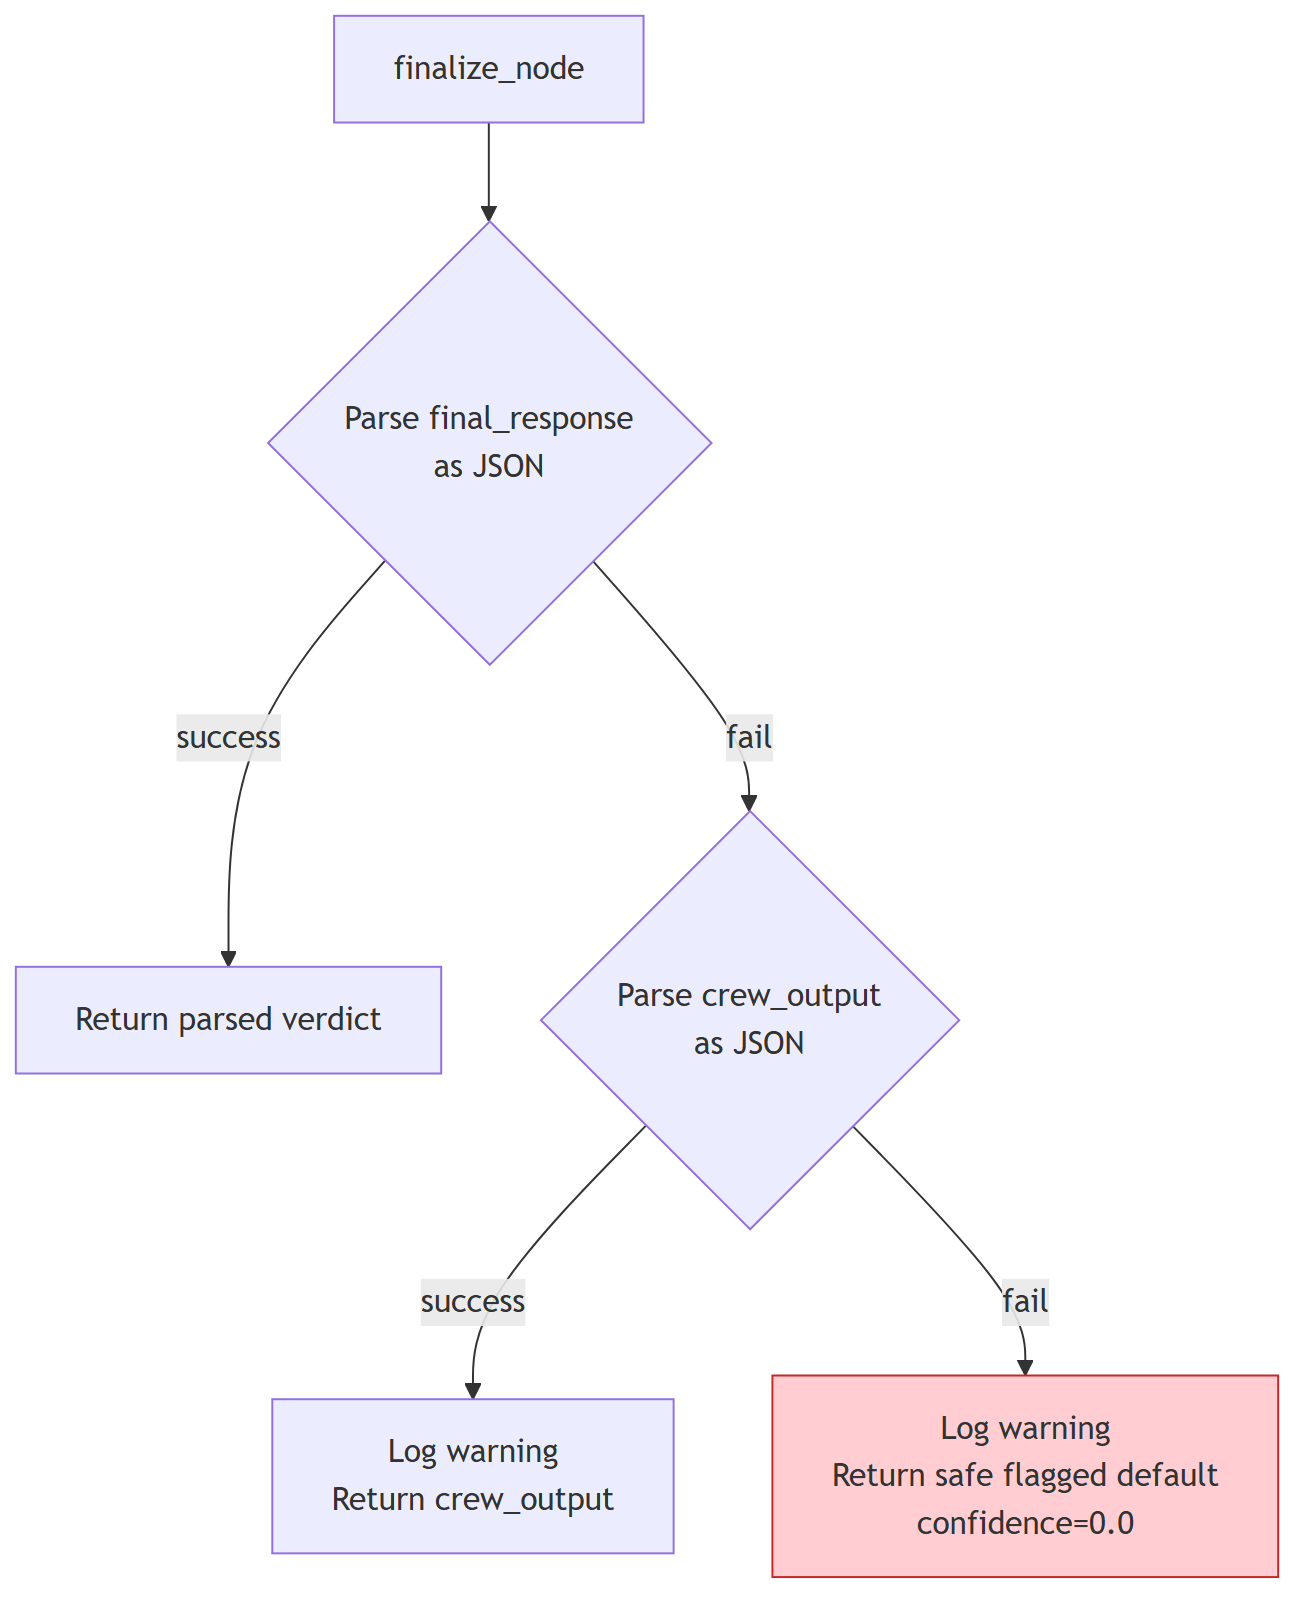 finalize_node
Parse final_response
as JSON
success
fail
Return parsed verdict
Parse crew_output
as JSON
success
fail
Log warning
Return crew_output
Log warning
Return safe flagged default
confidence=0.0